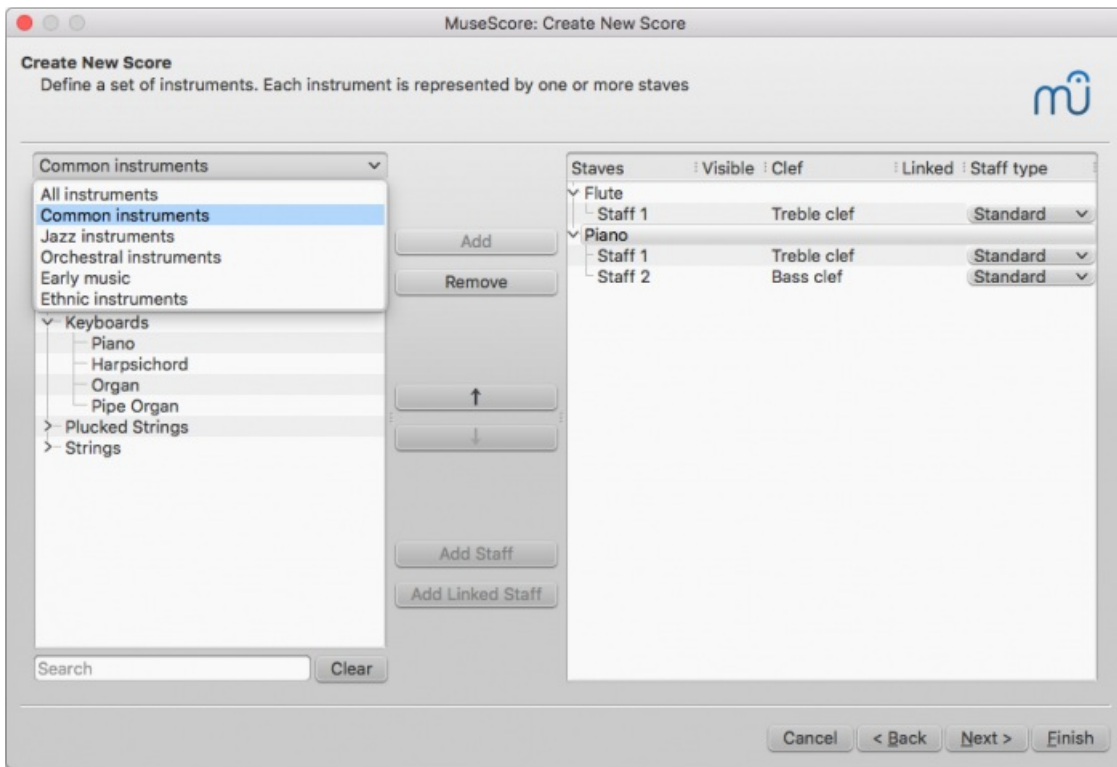 MuseScore: Create New Score
Create New Score
Define a set of instruments. Each instrument is represented by one or more staves
mu
Common instruments
All instruments
Common instruments
Jazz instruments
Orchestral instruments
Early music
Ethnic instruments
Keyboards
Piano
Harpsichord
Organ
Pipe Organ
Plucked Strings
Strings
Search
Clear
Add
Remove
↑
↓
Add Staff
Add Linked Staff
Staves Visible Clef Linked Staff type
Flute
Staff 1 Treble clef Standard
Piano
Staff 1 Treble clef Standard
Staff 2 Bass clef Standard
Cancel < Back Next > Finish